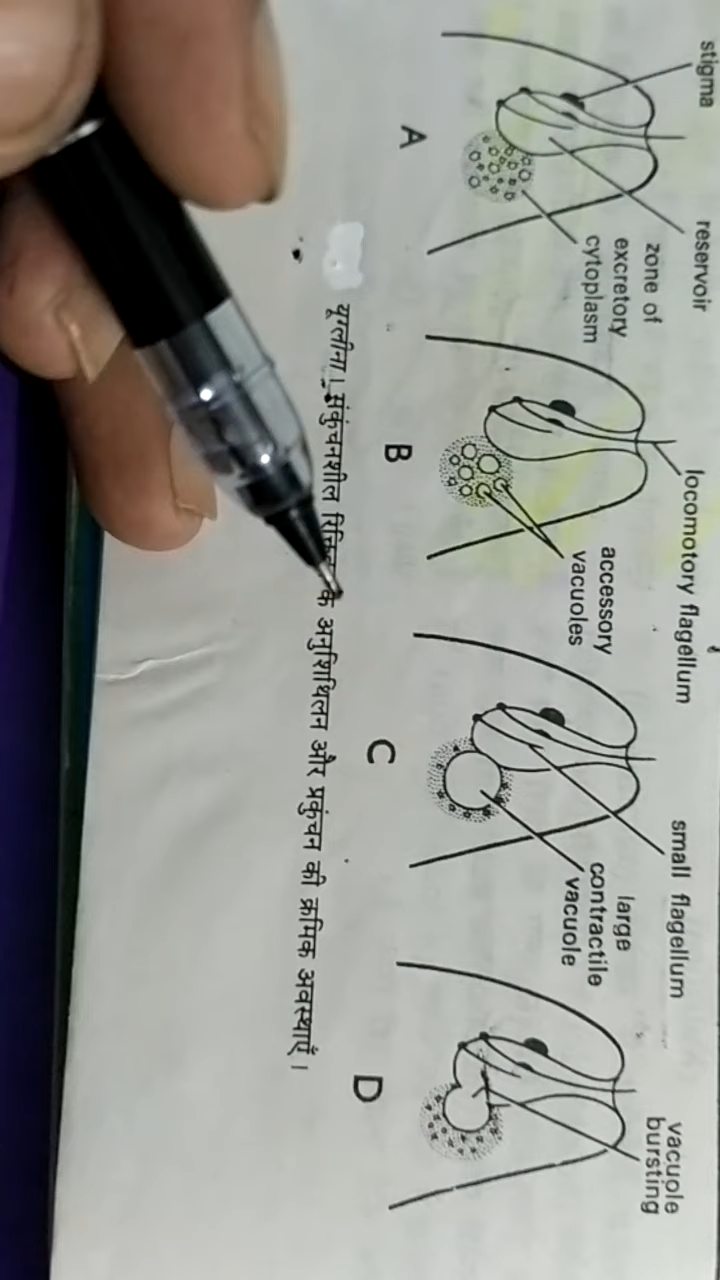 stigma
reservoir
zone of
excretory
cytoplasm
A
locomotory flagellum
accessory
vacuoles
B
small flagellum
large
contractile
vacuole
C
vacuole
bursting
D
यूग्लीना। संकुचनशील के अनुशिथिलन और प्रकुंचन की क्रमिक अवस्थाएँ।